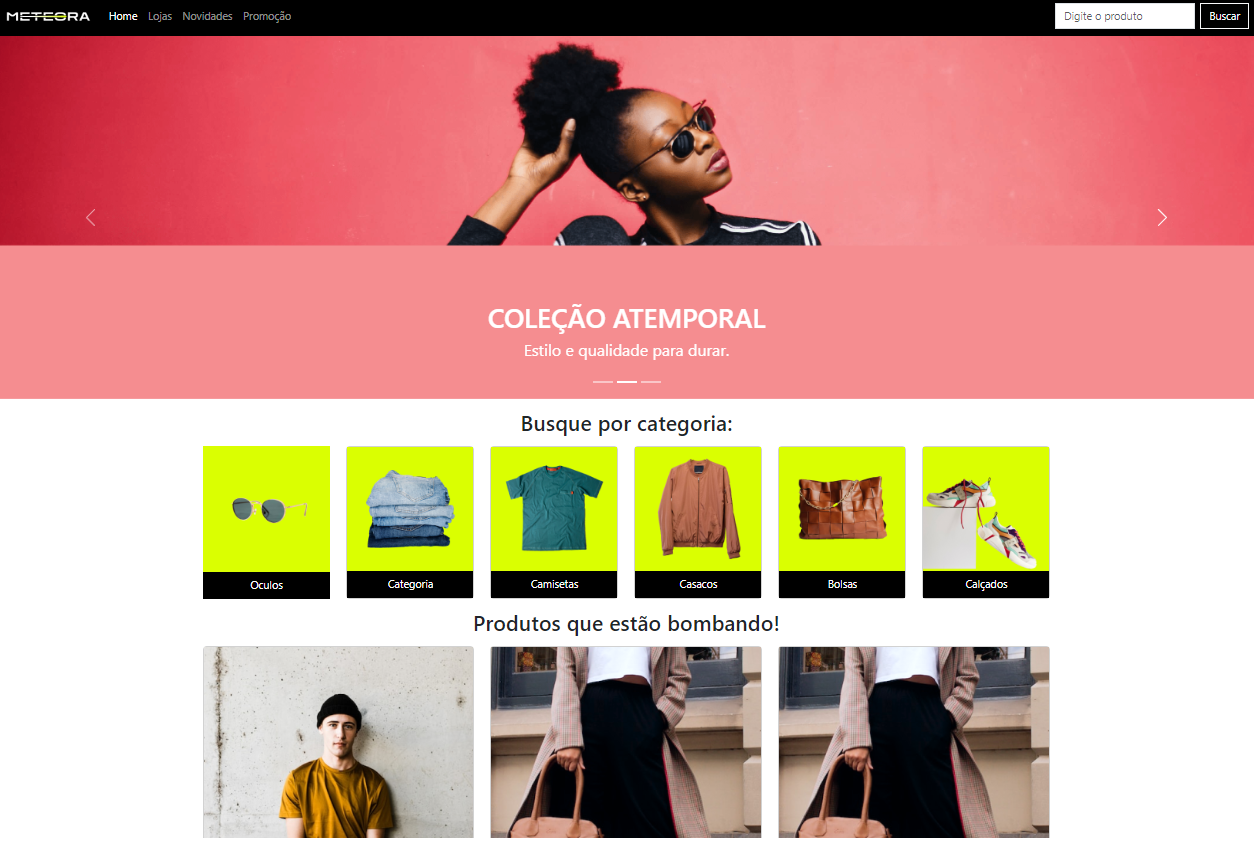 METEORA
Home Lojas Novidades Promoção
Digite o produto
Buscar
COLEÇÃO ATEMPORAL
Estilo e qualidade para durar.
Busque por categoria:
Oculos
Categoria
Camisetas
Casacos
Bolsas
Calçados
Produtos que estão bombando!